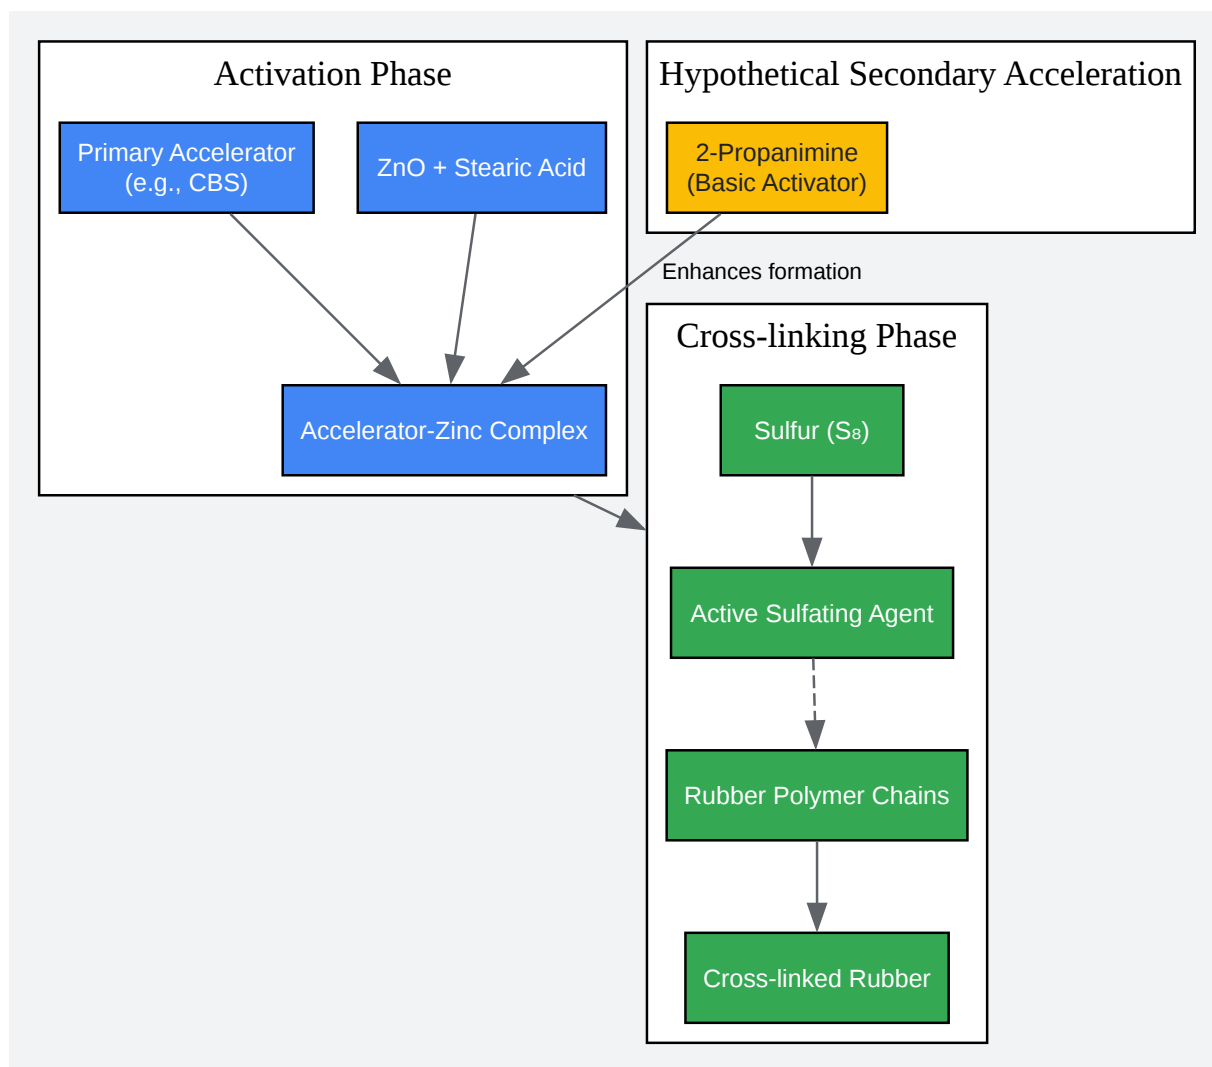 Activation Phase
Primary Accelerator
(e.g., CBS)
ZnO + Stearic Acid
Accelerator-Zinc Complex
Hypothetical Secondary Acceleration
2-Propanimine
(Basic Activator)
Enhances formation
Cross-linking Phase
Sulfur (S₈)
Active Sulfating Agent
Rubber Polymer Chains
Cross-linked Rubber